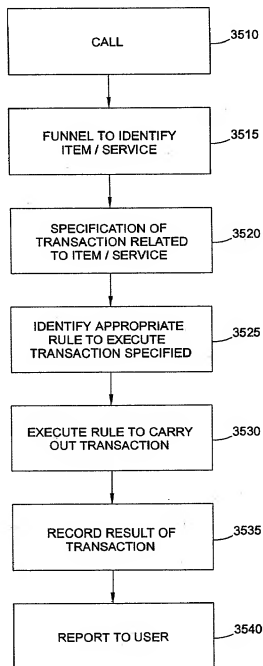 CALL
3510
FUNNEL TO IDENTIFY
ITEM / SERVICE
3515
SPECIFICATION OF
TRANSACTION RELATED
TO ITEM / SERVICE
3520
IDENTIFY APPROPRIATE
RULE TO EXECUTE
TRANSACTION SPECIFIED
3525
EXECUTE RULE TO CARRY
OUT TRANSACTION
3530
RECORD RESULT OF
TRANSACTION
3535
REPORT TO USER
3540